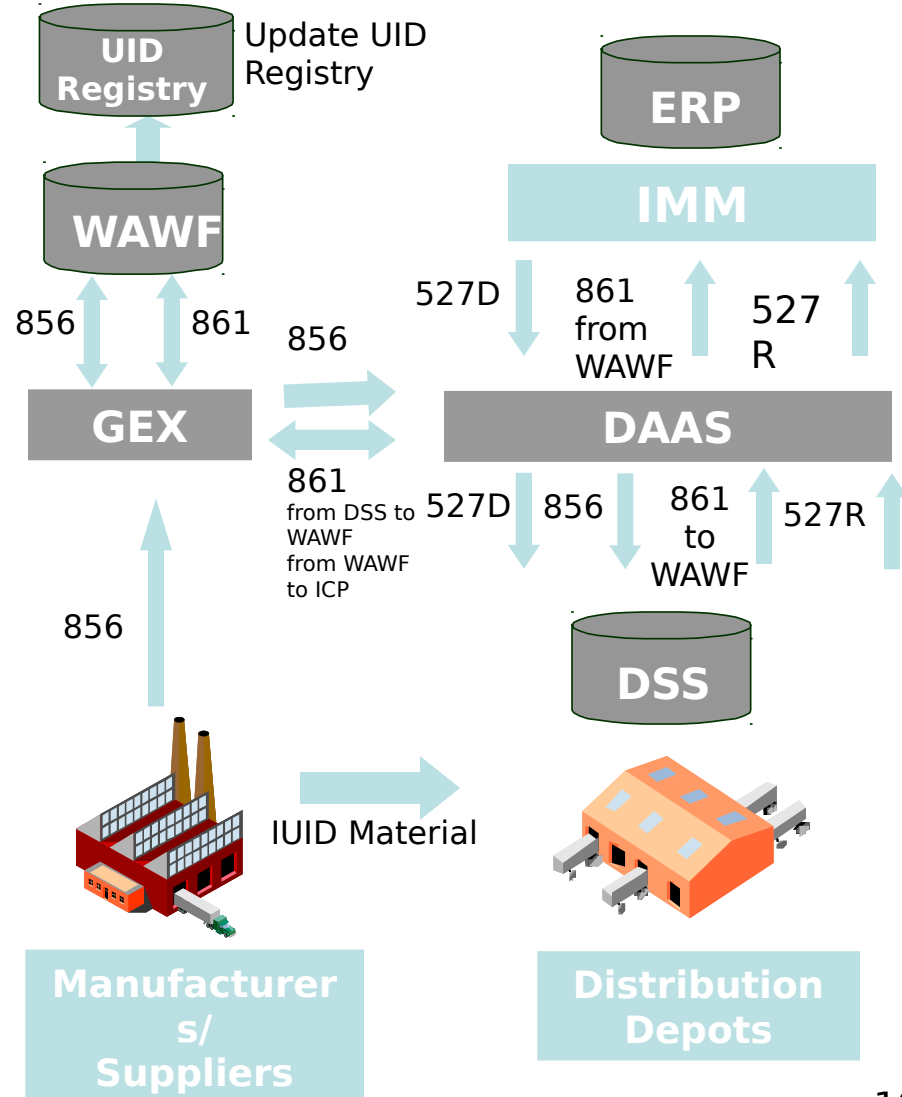 UID
Registry
Update UID
Registry
ERP
WAWF
IMM
856
861
856
527D
861
from
WAWF
527
R
GEX
DAAS
861
from DSS to
WAWF
from WAWF
to ICP
527D
856
861
to
WAWF
527R
856
DSS
IUID Material
Manufacturer
s/
Suppliers
Distribution
Depots